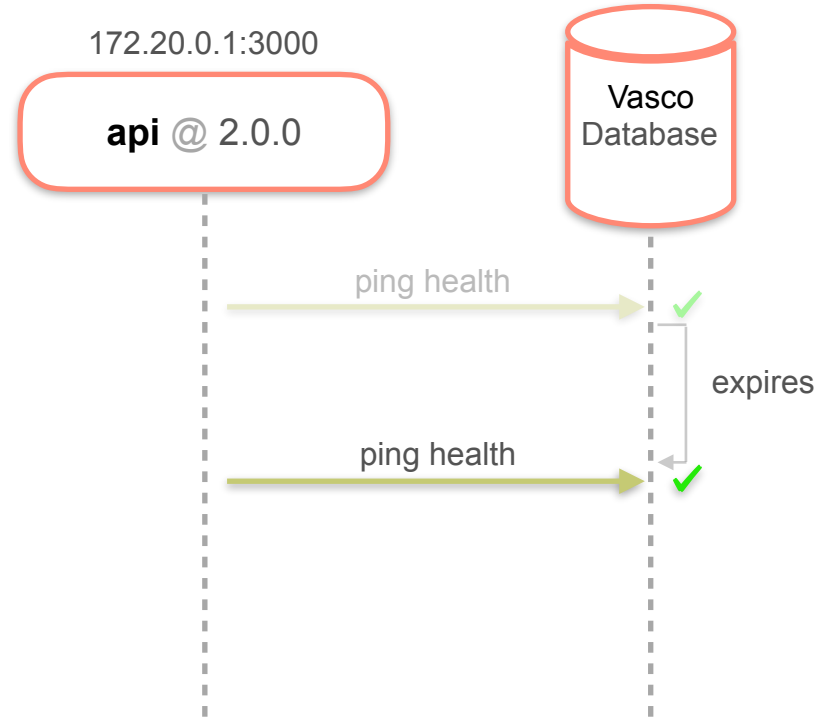 172.20.0.1:3000
api @ 2.0.0
Vasco
Database
ping health
expires
ping health